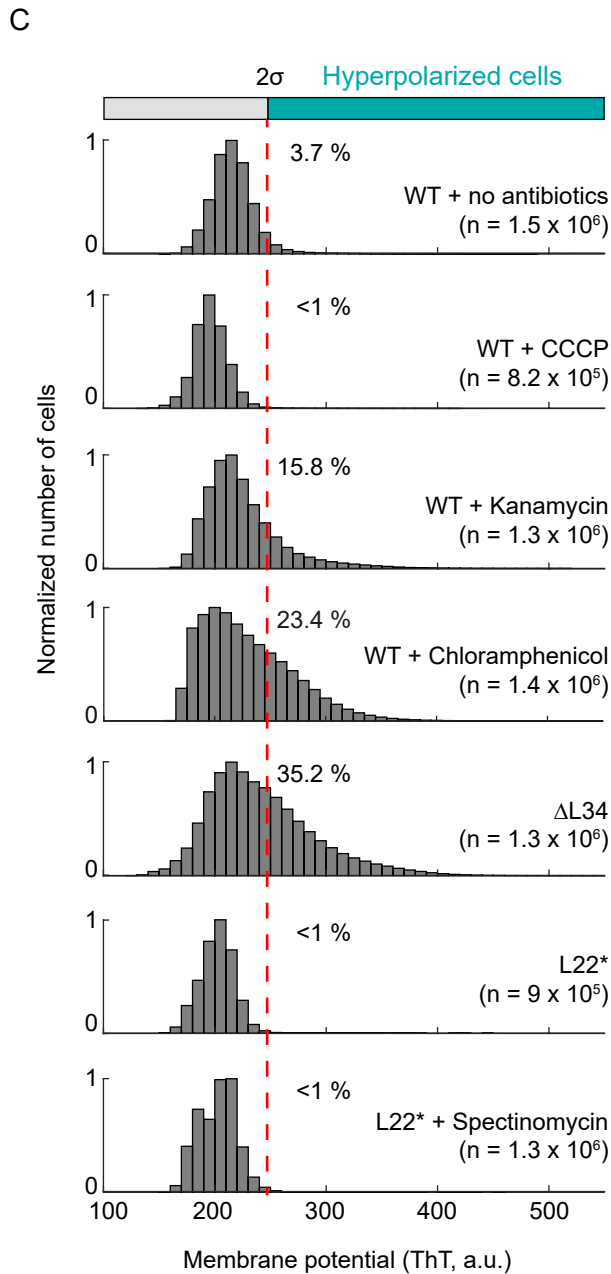 C
2σ
Hyperpolarized cells
Normalized number of cells
1
3.7 %
WT + no antibiotics
(n = 1.5 x 10⁶)
0
1
<1 %
WT + CCCP
(n = 8.2 x 10⁵)
0
1
15.8 %
WT + Kanamycin
(n = 1.3 x 10⁶)
0
1
23.4 %
WT + Chloramphenicol
(n = 1.4 x 10⁶)
0
1
35.2 %
ΔL34
(n = 1.3 x 10⁶)
0
1
<1 %
L22*
(n = 9 x 10⁵)
0
1
<1 %
L22* + Spectinomycin
(n = 1.3 x 10⁶)
0
100 200 300 400 500
Membrane potential (ThT, a.u.)